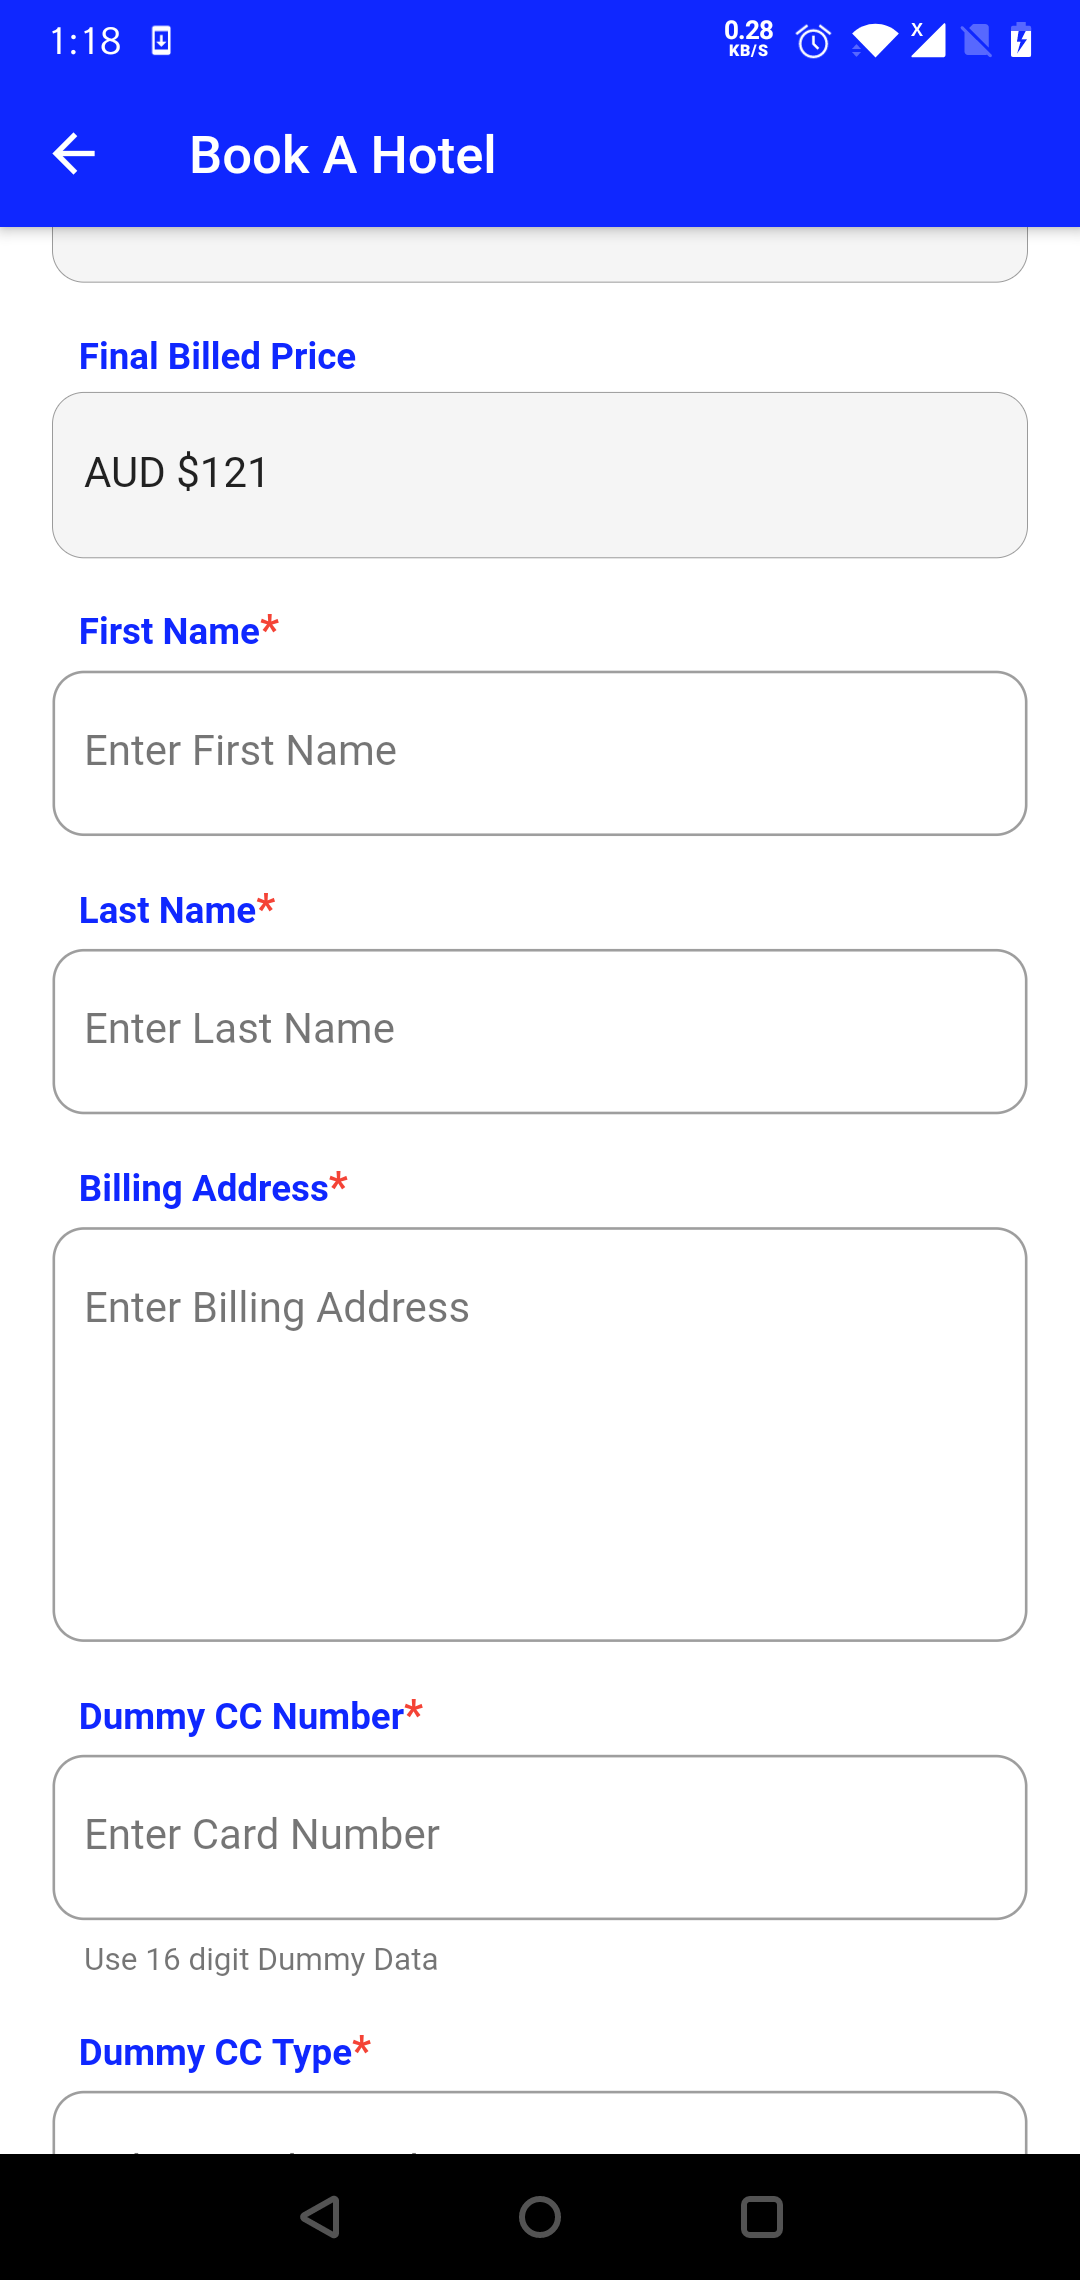 1:18
0.28
KB/S
X
Book A Hotel
Final Billed Price
AUD $121
First Name*
Enter First Name
Last Name*
Enter Last Name
Billing Address*
Enter Billing Address
Dummy CC Number*
Enter Card Number
Use 16 digit Dummy Data
Dummy CC Type*